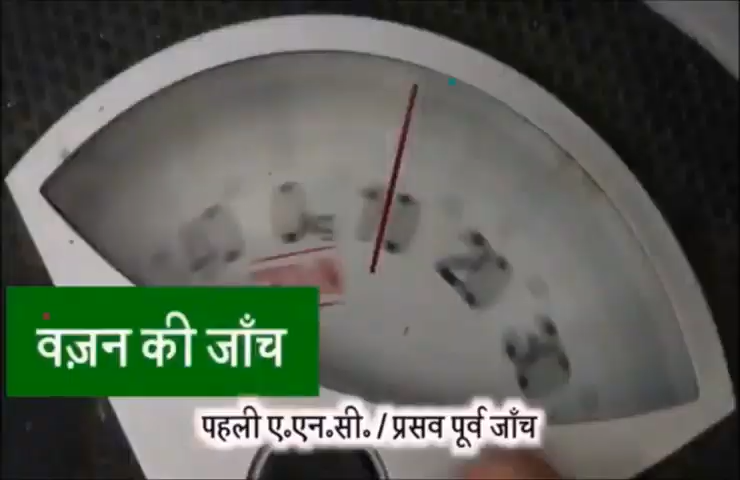 वज़न की जाँच
पहली ए॰एन॰सी॰ / प्रसव पूर्व जाँच